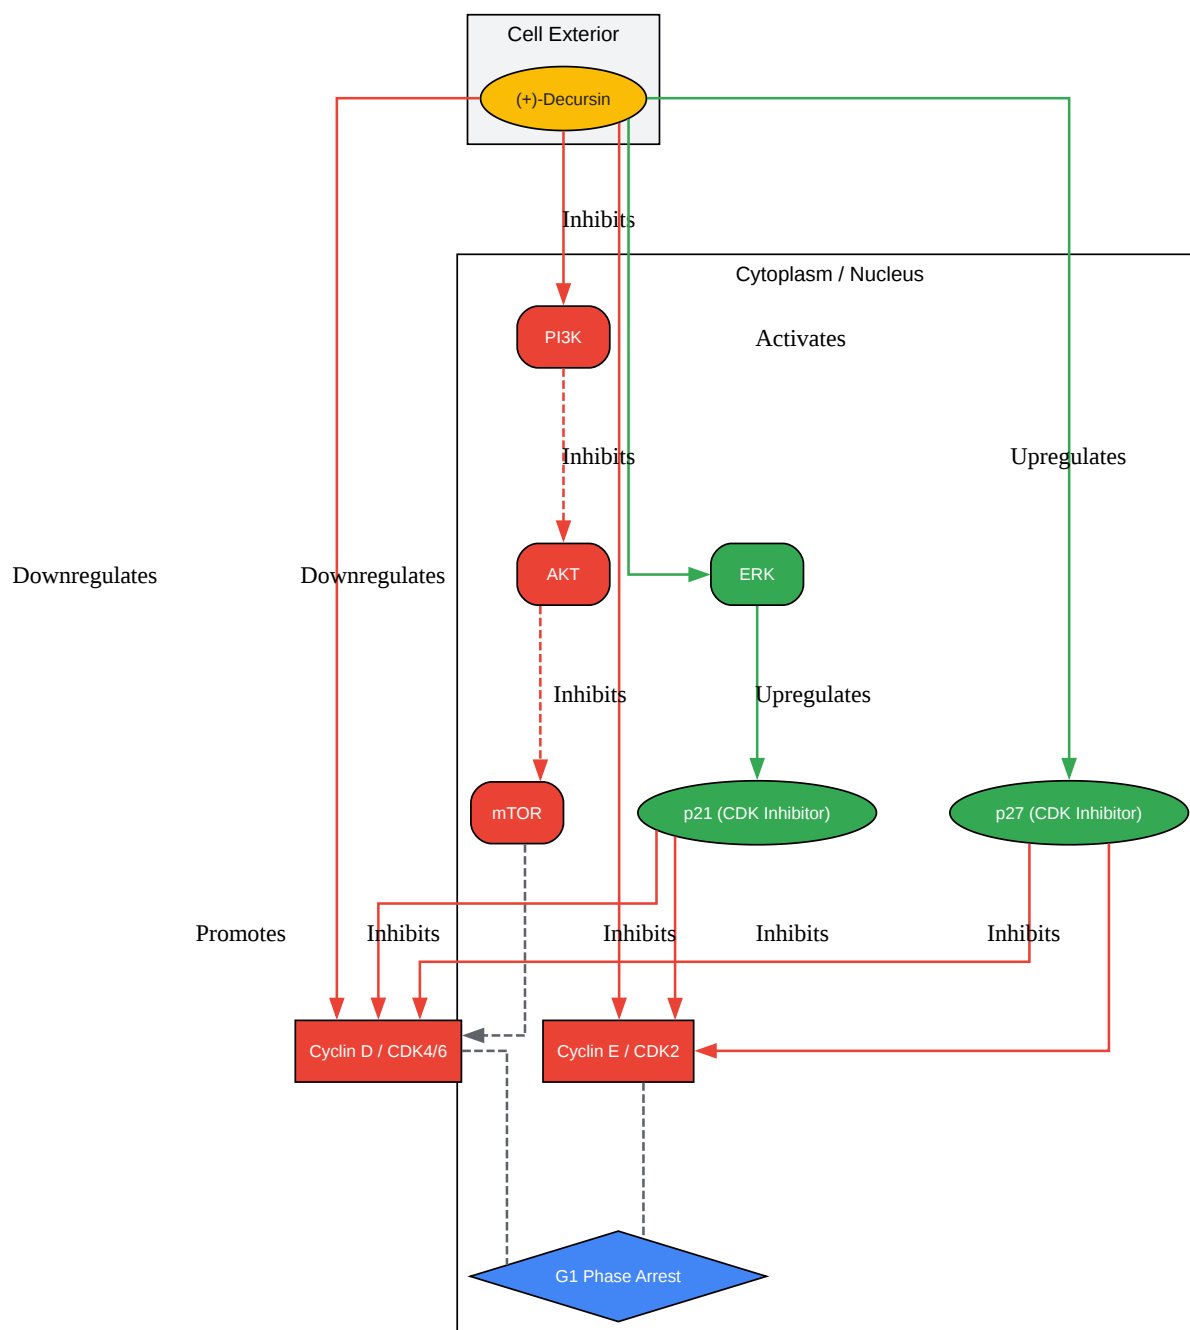 Cell Exterior
(+)-Decursin
Inhibits
Cytoplasm / Nucleus
PI3K
Activates
Inhibits
Upregulates
Downregulates
Downregulates
AKT
ERK
Inhibits
Upregulates
mTOR
p21 (CDK Inhibitor)
p27 (CDK Inhibitor)
Promotes
Inhibits
Inhibits
Inhibits
Inhibits
Cyclin D / CDK4/6
Cyclin E / CDK2
G1 Phase Arrest